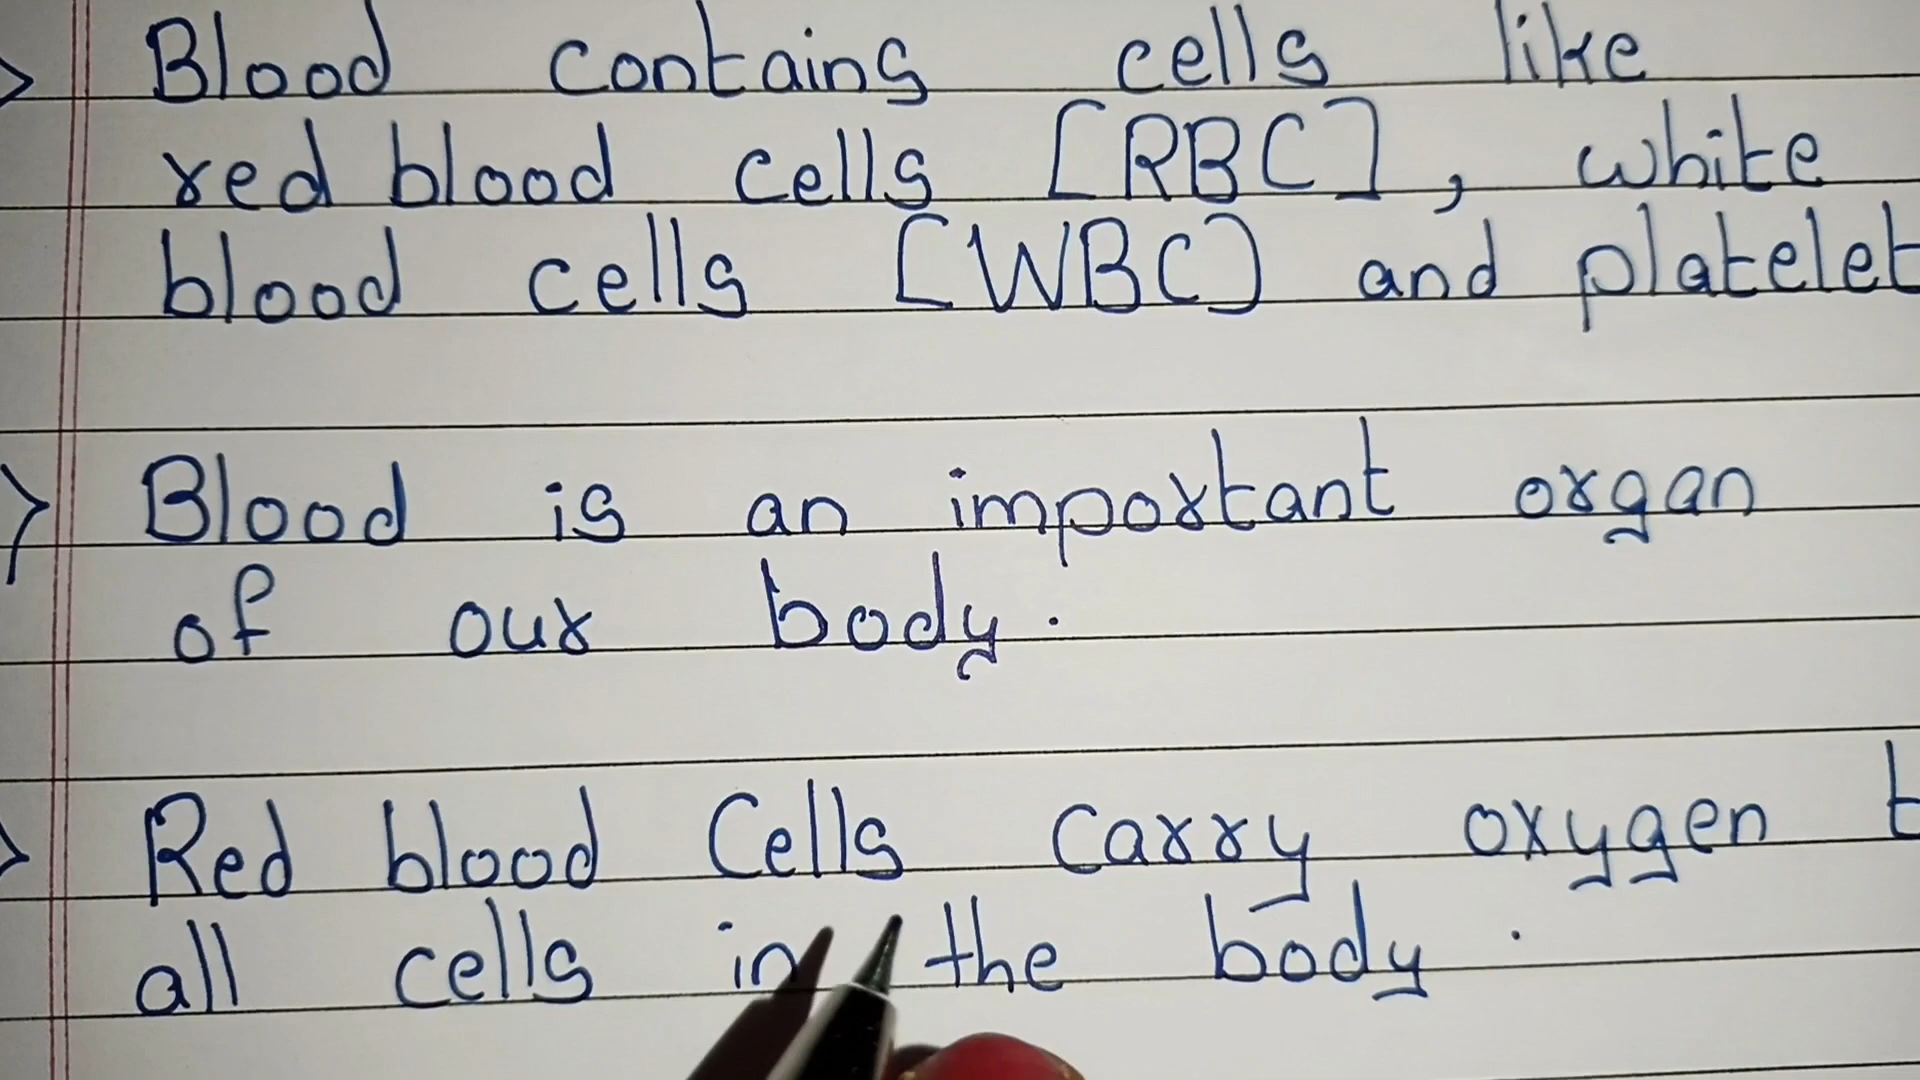 > Blood contains cells like
red blood cells [RBC], white
blood cells [WBC] and platelet
> Blood is an important organ
of our body.
> Red blood Cells carry oxygen t
all cells in the body.